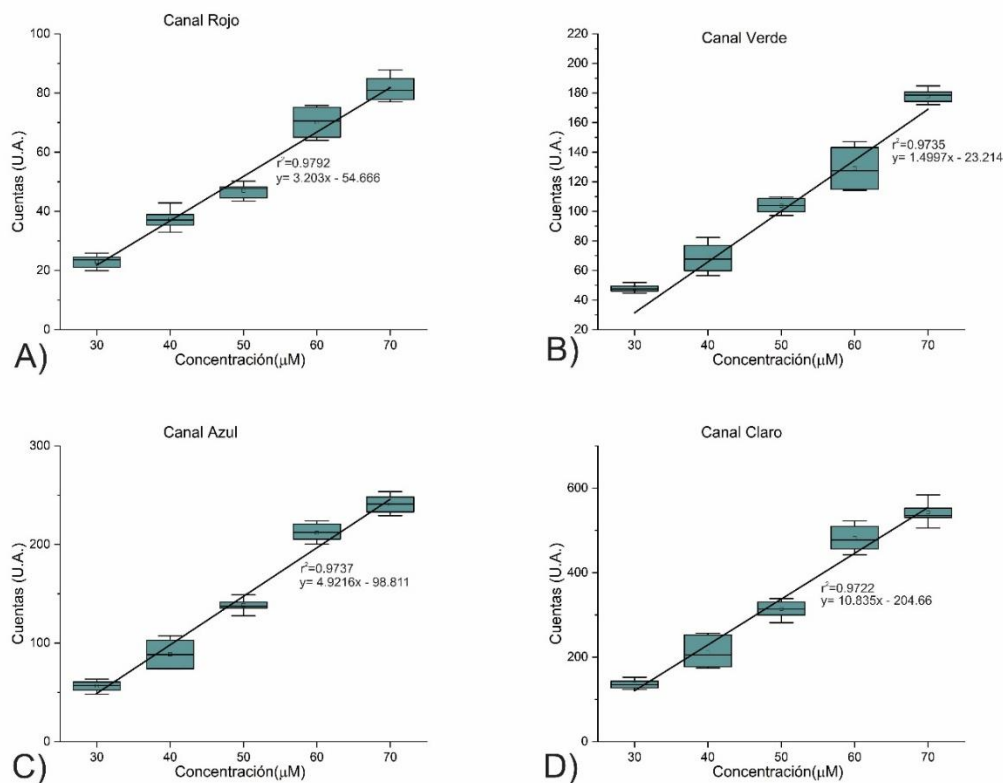 Canal Rojo
100
80
60
40
20
0
Cuentas (U.A.)
r²=0.9792
y= 3.203x - 54.666
30 40 50 60 70
Concentración(μM)
A)
Canal Verde
220
200
180
160
140
120
100
80
60
40
20
Cuentas (U.A.)
r²=0.9735
y= 1.4997x - 23.214
30 40 50 60 70
Concentración(μM)
B)
Canal Azul
300
200
100
0
Cuentas (U.A.)
r²=0.9737
y= 4.9216x - 98.811
30 40 50 60 70
Concentración(μM)
C)
Canal Claro
600
400
200
0
Cuentas (U.A.)
r²=0.9722
y= 10.835x - 204.66
30 40 50 60 70
Concentración(μM)
D)